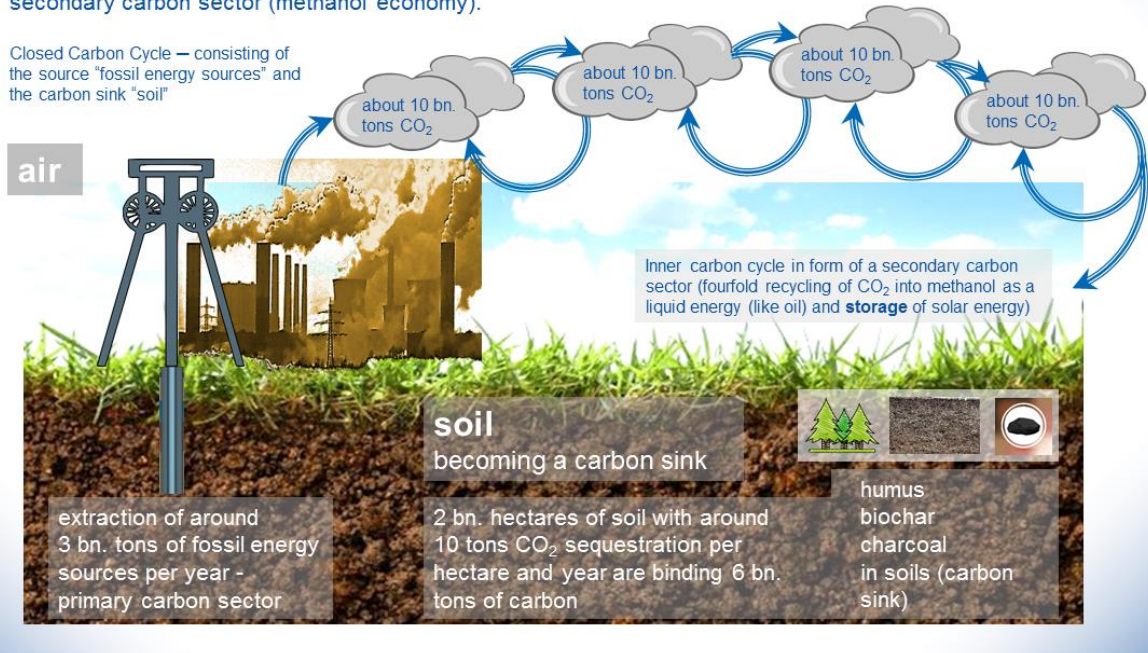 secondary carbon sector (methanol economy).
Closed Carbon Cycle – consisting of
the source “fossil energy sources” and
the carbon sink “soil”
about 10 bn.
tons CO₂
about 10 bn.
tons CO₂
about 10 bn.
tons CO₂
about 10 bn.
tons CO₂
air
Inner carbon cycle in form of a secondary carbon
sector (fourfold recycling of CO₂ into methanol as a
liquid energy (like oil) and storage of solar energy)
soil
becoming a carbon sink
extraction of around
3 bn. tons of fossil energy
sources per year -
primary carbon sector
2 bn. hectares of soil with around
10 tons CO₂ sequestration per
hectare and year are binding 6 bn.
tons of carbon
humus
biochar
charcoal
in soils (carbon
sink)